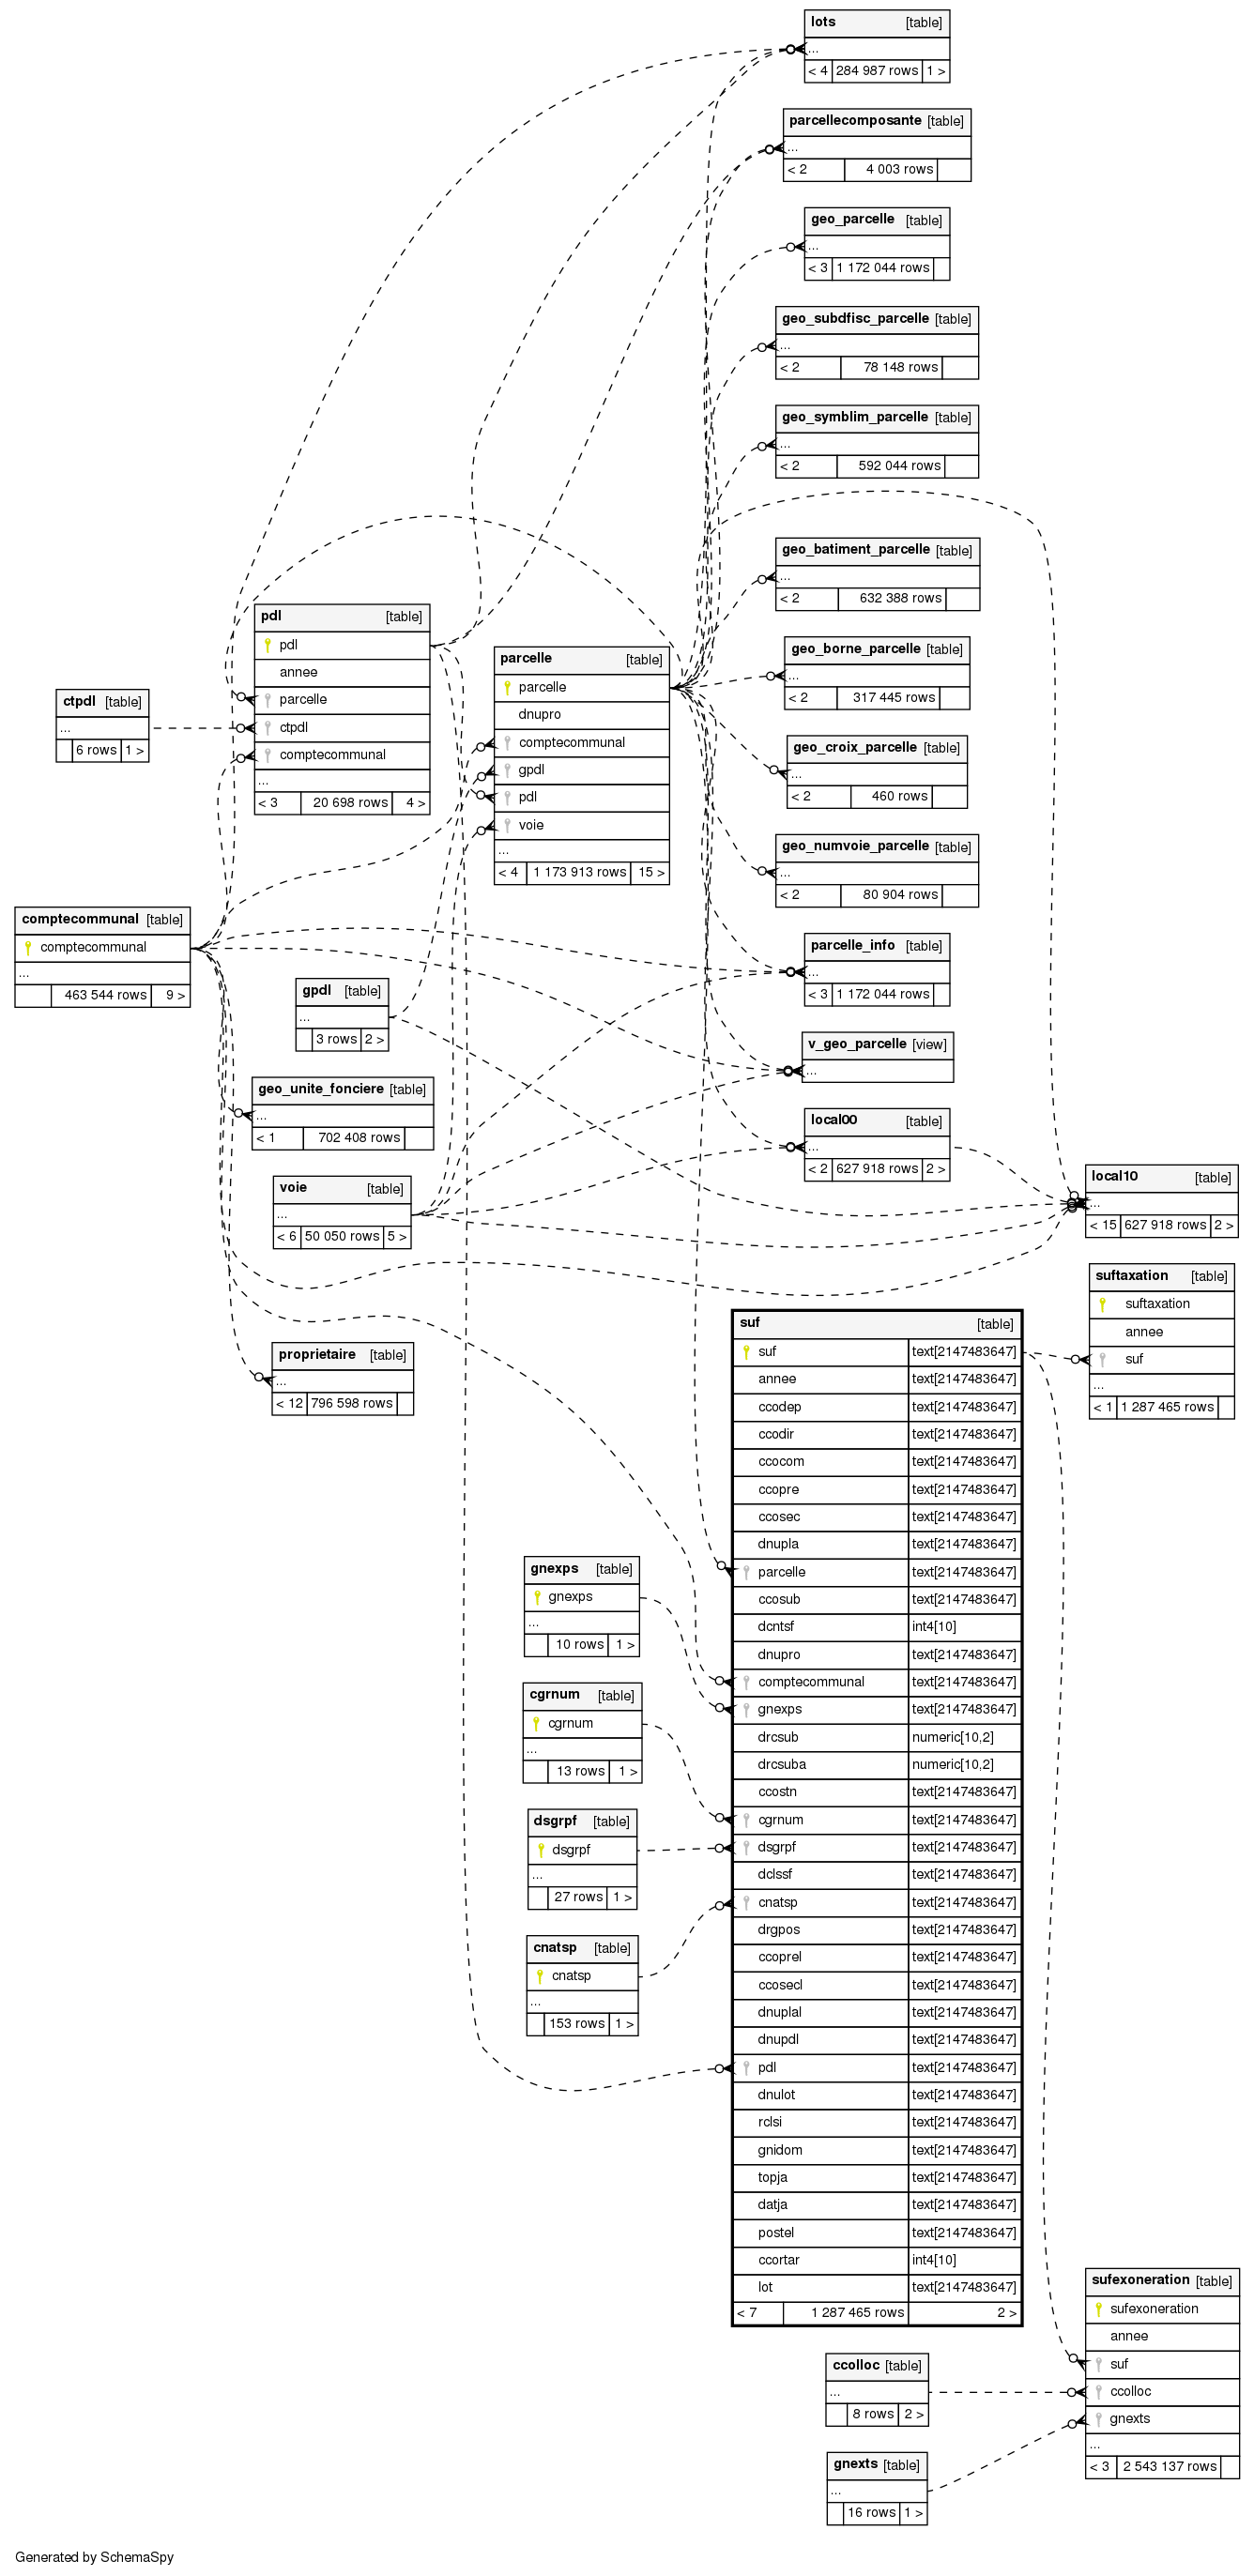 lots [table]
...
< 4 284 987 rows 1 >
parcellecomposante [table]
...
< 2 4 003 rows
geo_parcelle [table]
...
< 3 1 172 044 rows
geo_subdfisc_parcelle [table]
...
< 2 78 148 rows
geo_symblim_parcelle [table]
...
< 2 592 044 rows
geo_batiment_parcelle [table]
...
< 2 632 388 rows
pdl [table]
pdl
annee
parcelle
ctpdl
comptecommunal
...
< 3 20 698 rows 4 >
parcelle [table]
parcelle
dnupro
comptecommunal
gpdl
pdl
voie
...
< 4 1 173 913 rows 15 >
geo_borne_parcelle [table]
...
< 2 317 445 rows
ctpdl [table]
...
6 rows 1 >
geo_croix_parcelle [table]
...
< 2 460 rows
geo_numvoie_parcelle [table]
...
< 2 80 904 rows
comptecommunal [table]
comptecommunal
...
463 544 rows 9 >
parcelle_info [table]
...
< 3 1 172 044 rows
gpdl [table]
...
3 rows 2 >
v_geo_parcelle [view]
...
geo_unite_fonciere [table]
...
< 1 702 408 rows
local00 [table]
...
< 2 627 918 rows 2 >
voie [table]
...
< 6 50 050 rows 5 >
local10 [table]
...
< 15 627 918 rows 2 >
suftaxation [table]
suftaxation
annee
suf
...
< 1 1 287 465 rows
proprietaire [table]
...
< 12 796 598 rows
suf [table]
suf text[2147483647]
annee text[2147483647]
ccodep text[2147483647]
ccodir text[2147483647]
ccocom text[2147483647]
ccopre text[2147483647]
ccosec text[2147483647]
dnupla text[2147483647]
parcelle text[2147483647]
ccosub text[2147483647]
dcntsf int4[10]
dnupro text[2147483647]
comptecommunal text[2147483647]
gnexps text[2147483647]
drcsub numeric[10,2]
drcsuba numeric[10,2]
ccostn text[2147483647]
cgrnum text[2147483647]
dsgrpf text[2147483647]
dclssf text[2147483647]
cnatsp text[2147483647]
drgpos text[2147483647]
ccoprel text[2147483647]
ccosecl text[2147483647]
dnuplal text[2147483647]
dnupdl text[2147483647]
pdl text[2147483647]
dnulot text[2147483647]
rclsi text[2147483647]
gnidom text[2147483647]
topja text[2147483647]
datja text[2147483647]
postel text[2147483647]
ccortar int4[10]
lot text[2147483647]
< 7 1 287 465 rows 2 >
gnexps [table]
gnexps
...
10 rows 1 >
cgrnum [table]
cgrnum
...
13 rows 1 >
dsgrpf [table]
dsgrpf
...
27 rows 1 >
cnatsp [table]
cnatsp
...
153 rows 1 >
sufexoneration [table]
sufexoneration
annee
suf
ccolloc
gnexts
...
< 3 2 543 137 rows
ccolloc [table]
...
8 rows 2 >
gnexts [table]
...
16 rows 1 >
Generated by SchemaSpy